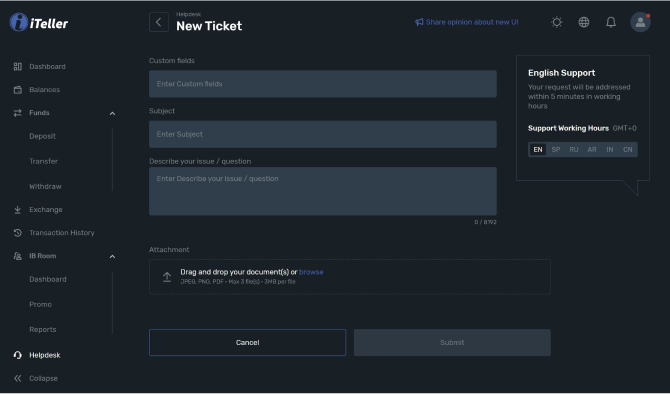 iTeller
Helpdesk
New Ticket
Share opinion about new UI
Dashboard
Balances
Funds
Deposit
Transfer
Withdraw
Exchange
Transaction History
IB Room
Dashboard
Promo
Reports
Helpdesk
Collapse
Custom fields
Enter Custom fields
Subject
Enter Subject
Describe your issue / question
Enter Describe your issue / question
0 / 8192
Attachment
Drag and drop your document(s) or browse
JPEG, PNG, PDF • Max 3 file(s) • 3MB per file
Cancel
Submit
English Support
Your request will be addressed
within 5 minutes in working
hours
Support Working Hours GMT+0
EN SP RU AR IN CN